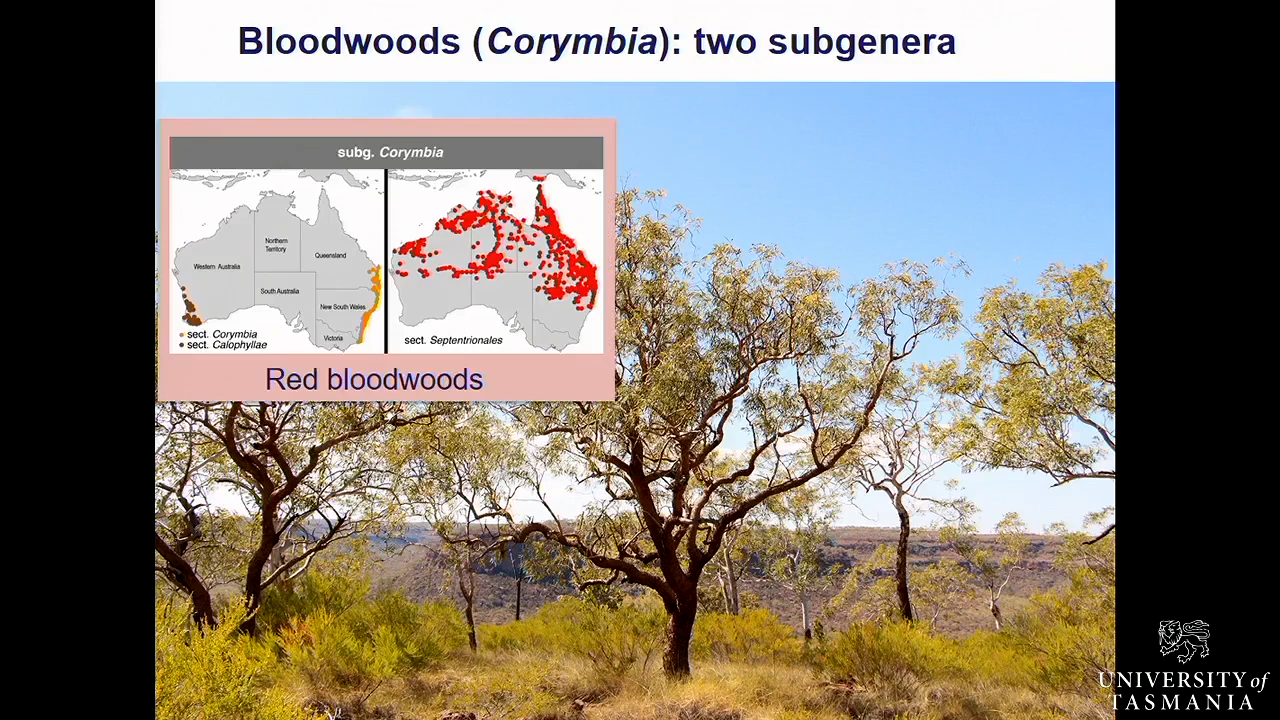 Bloodwoods (Corymbia): two subgenera
subg. Corymbia
Northern
Territory
Queensland
Western Australia
South Australia
New South Wales
Victoria
sect. Corymbia
sect. Calophyllae
sect. Septentrionales
Red bloodwoods
UNIVERSITY of
TASMANIA